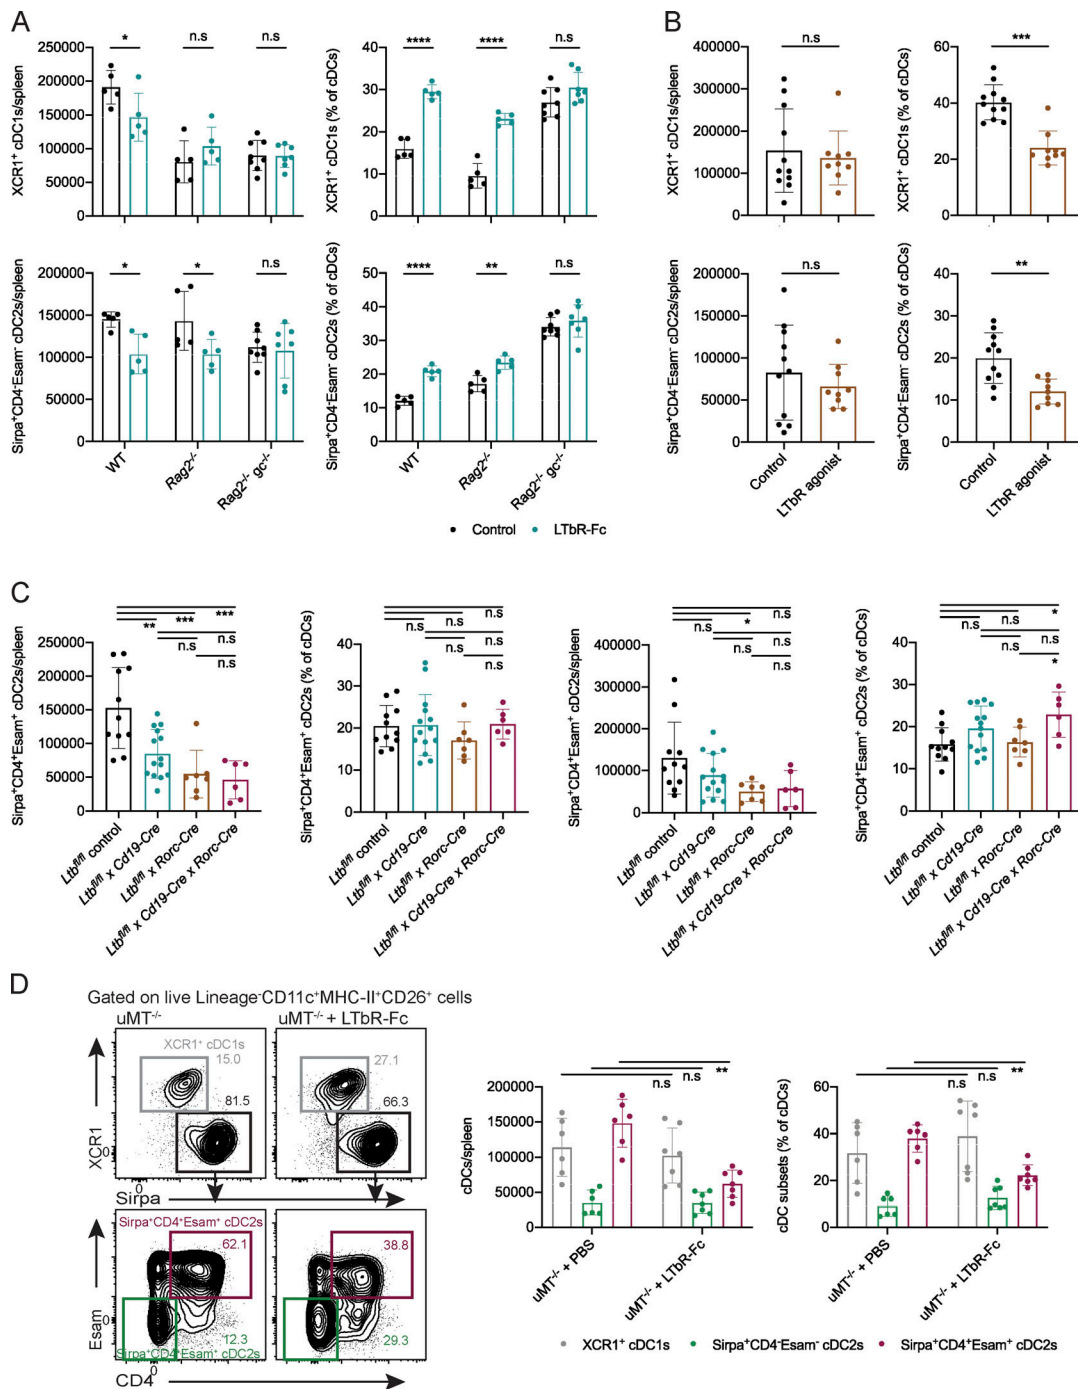 A
XCR1+ cDC1s/spleen
250000
200000
150000
100000
50000
0
* n.s n.s
XCR1+ cDC1s (% of cDCs)
40
30
20
10
0
**** **** n.s
Sirpa+CD4-Esam- cDC2s/spleen
200000
150000
100000
50000
0
* * n.s
WT
Rag2-/-
Rag2-/- gc-/-
Sirpa+CD4-Esam- cDC2s (% of cDCs)
50
40
30
20
10
0
**** ** n.s
WT
Rag2-/-
Rag2-/- gc-/-
Control LTbR-Fc
B
XCR1+ cDC1s/spleen
400000
300000
200000
100000
0
n.s
XCR1+ cDC1s (% of cDCs)
60
40
20
0
***
Sirpa+CD4-Esam- cDC2s/spleen
200000
150000
100000
50000
0
n.s
Control
LTbR agonist
Sirpa+CD4-Esam- cDC2s (% of cDCs)
40
30
20
10
0
**
Control
LTbR agonist
C
Sirpa+CD4+Esam+ cDC2s/spleen
250000
200000
150000
100000
50000
0
** *** ***
n.s n.s
n.s
Ltbfl/fl control
Ltbfl/fl x Cd19-Cre
Ltbfl/fl x Rorc-Cre
Ltbfl/fl x Cd19-Cre x Rorc-Cre
Sirpa+CD4+Esam+ cDC2s (% of cDCs)
40
30
20
10
0
n.s n.s n.s
n.s n.s
n.s
Ltbfl/fl control
Ltbfl/fl x Cd19-Cre
Ltbfl/fl x Rorc-Cre
Ltbfl/fl x Cd19-Cre x Rorc-Cre
Sirpa+CD4+Esam+ cDC2s/spleen
400000
300000
200000
100000
0
n.s * n.s
n.s n.s
n.s
Ltbfl/fl control
Ltbfl/fl x Cd19-Cre
Ltbfl/fl x Rorc-Cre
Ltbfl/fl x Cd19-Cre x Rorc-Cre
Sirpa+CD4+Esam+ cDC2s (% of cDCs)
40
30
20
10
0
n.s n.s *
n.s n.s
*
Ltbfl/fl control
Ltbfl/fl x Cd19-Cre
Ltbfl/fl x Rorc-Cre
Ltbfl/fl x Cd19-Cre x Rorc-Cre
D
Gated on live Lineage-CD11c+MHC-II+CD26+ cells
uMT-/- uMT-/- + LTbR-Fc
XCR1+ cDC1s
15.0 27.1
81.5 66.3
XCR1
0
0 0
Sirpa
Sirpa+CD4+Esam+ cDC2s
62.1 38.8
Esam
0
12.3 29.3
Sirpa+CD4+Esam+ cDC2s
0 0
CD4
cDCs/spleen
200000
150000
100000
50000
0
n.s n.s **
uMT-/- + PBS
uMT-/- + LTbR-Fc
cDC subsets (% of cDCs)
60
40
20
0
n.s n.s **
uMT-/- + PBS
uMT-/- + LTbR-Fc
XCR1+ cDC1s Sirpa+CD4-Esam- cDC2s Sirpa+CD4+Esam+ cDC2s